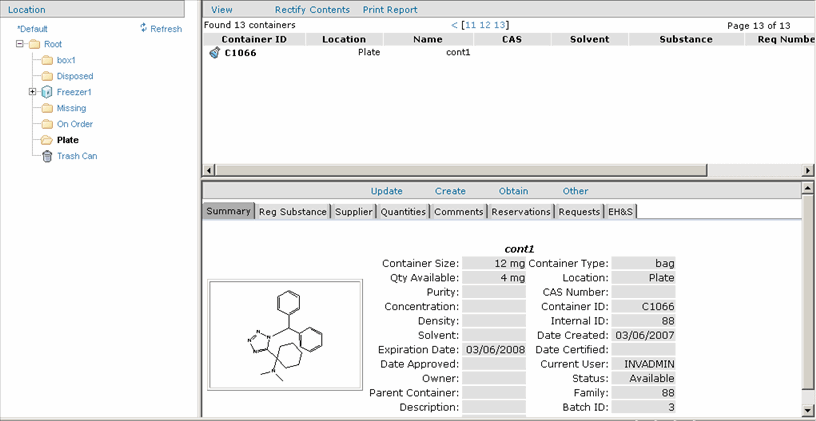 Location
*Default
Refresh
Root
box1
Disposed
Freezer1
Missing
On Order
Plate
Trash Can
View Rectify Contents Print Report
Found 13 containers < [11 12 13] Page 13 of 13
Container ID Location Name CAS Solvent Substance Req Numbe
C1066 Plate cont1
Update Create Obtain Other
Summary Reg Substance Supplier Quantities Comments Reservations Requests EH&S
cont1
Container Size: 12 mg Container Type: bag
Qty Available: 4 mg Location: Plate
Purity: CAS Number:
Concentration: Container ID: C1066
Density: Internal ID: 88
Solvent: Date Created: 03/06/2007
Expiration Date: 03/06/2008 Date Certified:
Date Approved: Current User: INVADMIN
Owner: Status: Available
Parent Container: Family: 88
Description: Batch ID: 3